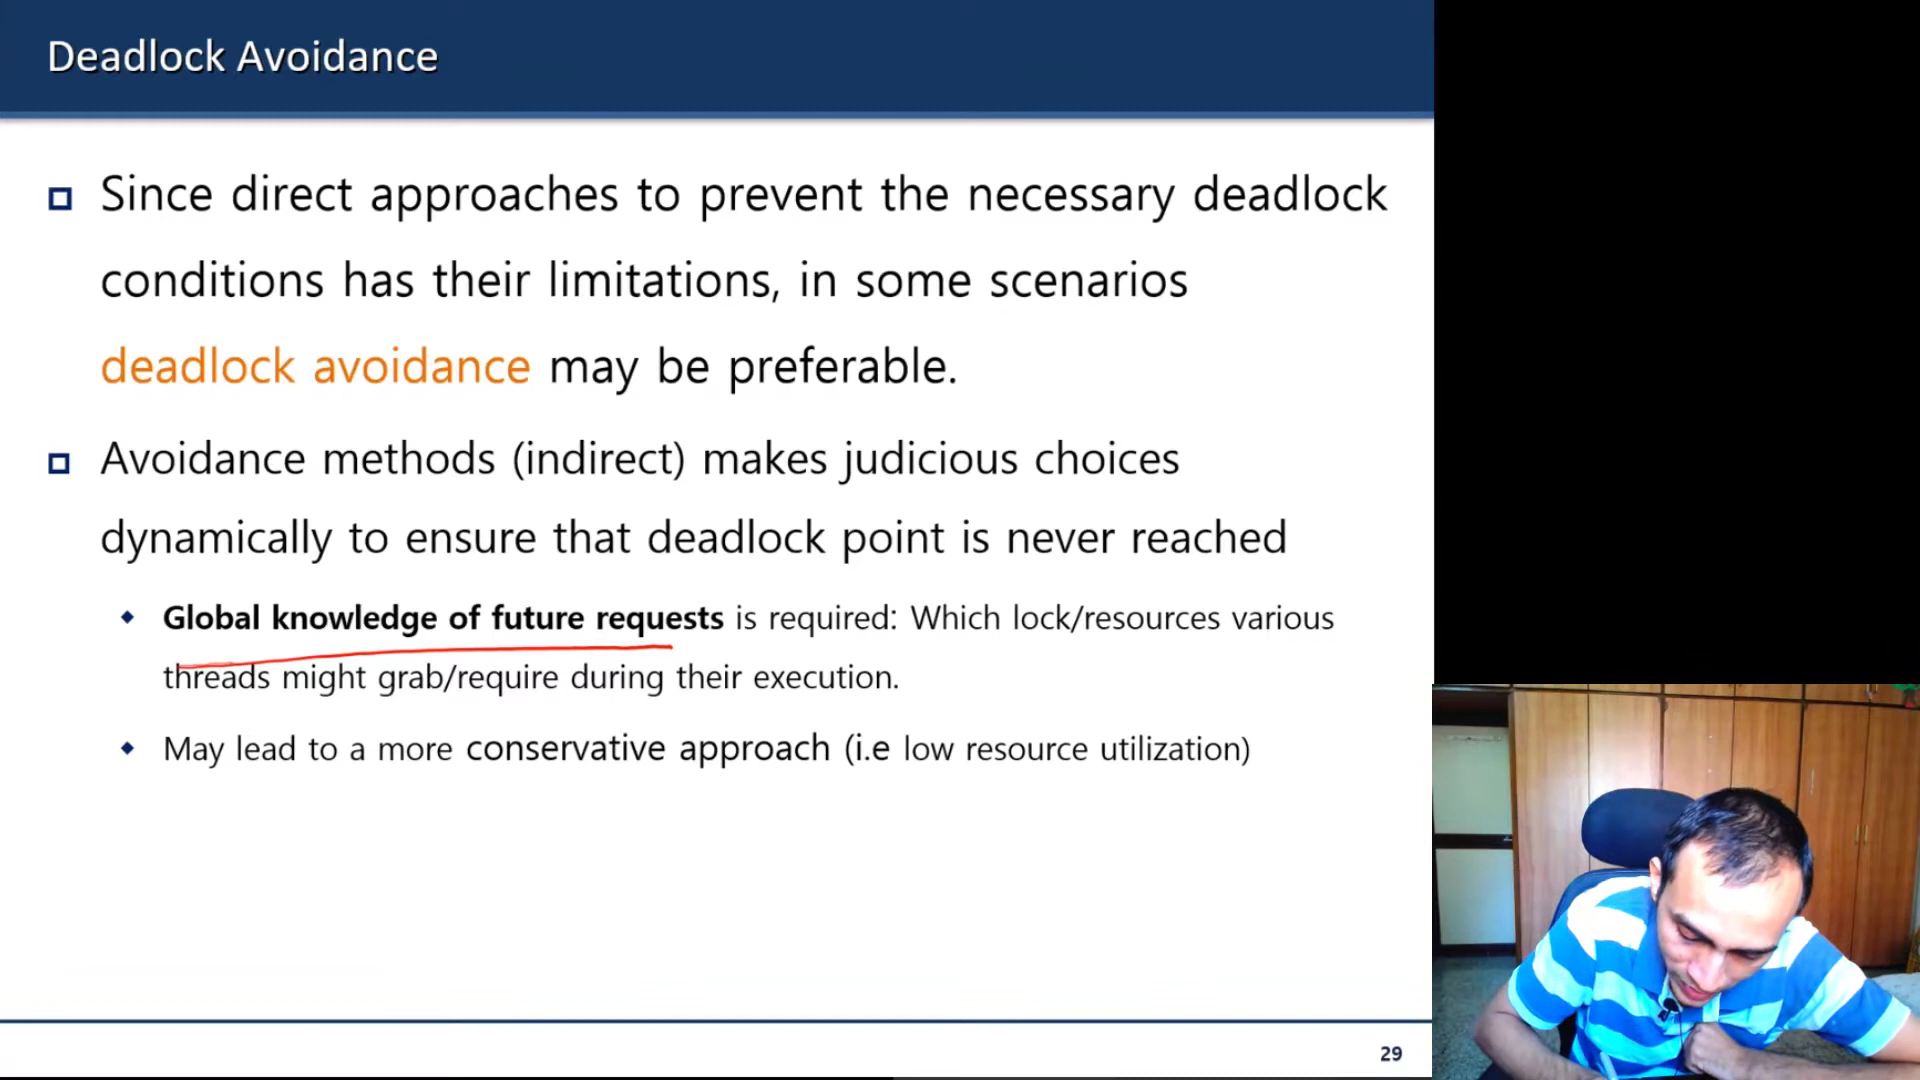 Deadlock Avoidance
Since direct approaches to prevent the necessary deadlock
conditions has their limitations, in some scenarios
deadlock avoidance may be preferable.
Avoidance methods (indirect) makes judicious choices
dynamically to ensure that deadlock point is never reached
Global knowledge of future requests is required: Which lock/resources various
threads might grab/require during their execution.
May lead to a more conservative approach (i.e low resource utilization)
29